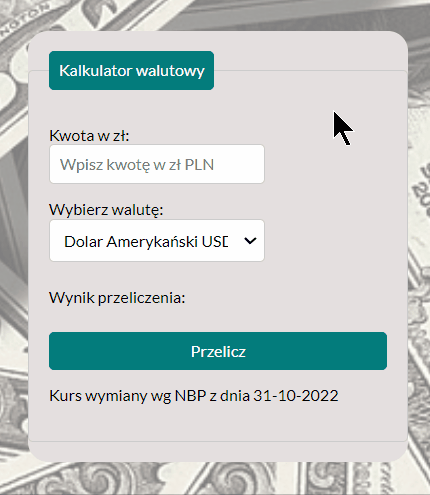 NGTON
Kalkulator walutowy
Kwota w zł:
Wpisz kwotę w zł PLN
Wybierz walutę:
Dolar Amerykański USD
Wynik przeliczenia:
Przelicz
Kurs wymiany wg NBP z dnia 31-10-2022